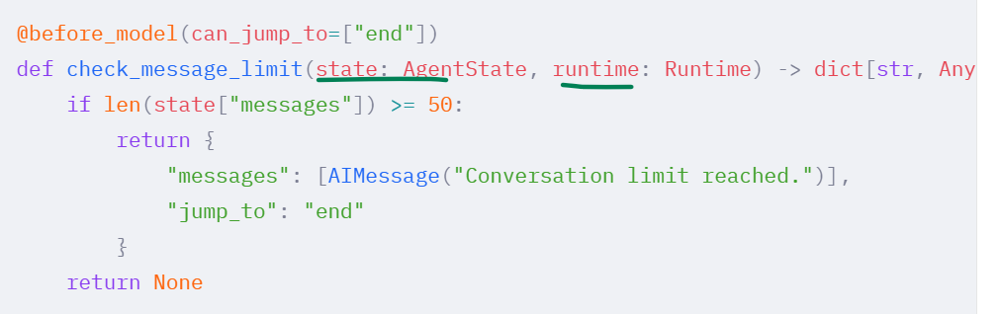 @before_model(can_jump_to=["end"])
def check_message_limit(state: AgentState, runtime: Runtime) -> dict[str, Any
    if len(state["messages"]) >= 50:
        return {
            "messages": [AIMessage("Conversation limit reached.")],
            "jump_to": "end"
        }
    return None